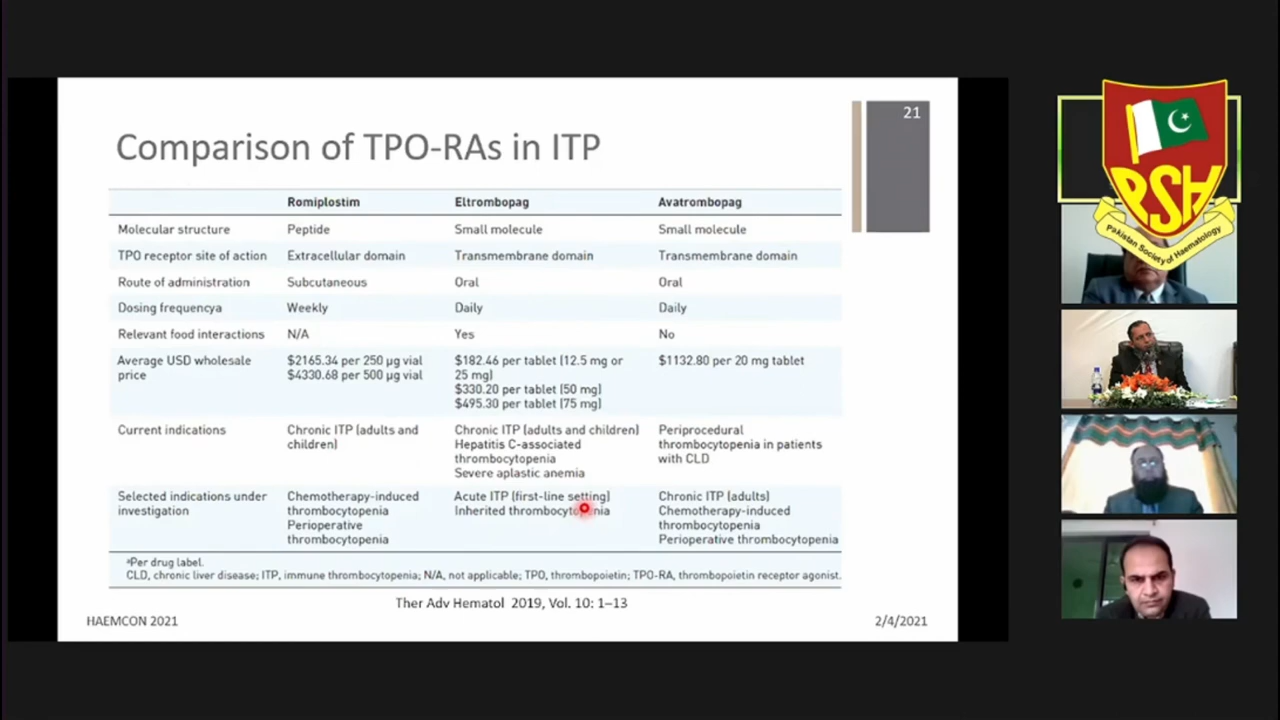 21
Comparison of TPO-RAs in ITP
Romiplostim Eltrombopag Avatrombopag
Molecular structure Peptide Small molecule Small molecule
TPO receptor site of action Extracellular domain Transmembrane domain Transmembrane domain
Route of administration Subcutaneous Oral Oral
Dosing frequencya Weekly Daily Daily
Relevant food interactions N/A Yes No
Average USD wholesale $2165.34 per 250 µg vial $182.46 per tablet (12.5 mg or $1132.80 per 20 mg tablet
price $4330.68 per 500 µg vial 25 mg)
$330.20 per tablet (50 mg)
$495.30 per tablet (75 mg)
Current indications Chronic ITP (adults and Chronic ITP (adults and children) Periprocedural
children) Hepatitis C-associated thrombocytopenia in patients
thrombocytopenia with CLD
Severe aplastic anemia
Selected indications under Chemotherapy-induced Acute ITP (first-line setting) Chronic ITP (adults)
investigation thrombocytopenia Inherited thrombocytopenia Chemotherapy-induced
Perioperative thrombocytopenia
thrombocytopenia Perioperative thrombocytopenia
ᵃPer drug label.
CLD, chronic liver disease; ITP, immune thrombocytopenia; N/A, not applicable; TPO, thrombopoietin; TPO-RA, thrombopoietin receptor agonist.
Ther Adv Hematol 2019, Vol. 10: 1–13
HAEMCON 2021 2/4/2021
PSH
Pakistan Society of Haematology